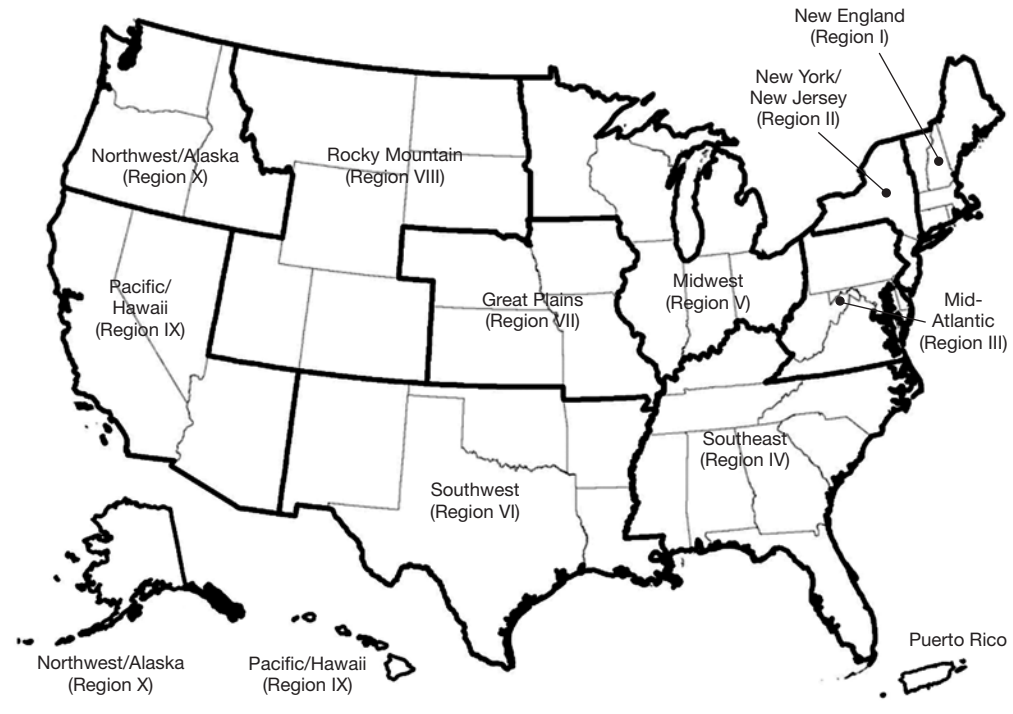 New England
(Region I)
New York/
New Jersey
(Region II)
Northwest/Alaska
(Region X)
Rocky Mountain
(Region VIII)
Pacific/
Hawaii
(Region IX)
Great Plains
(Region VII)
Midwest
(Region V)
Mid-
Atlantic
(Region III)
Southeast
(Region IV)
Southwest
(Region VI)
Northwest/Alaska
(Region X)
Pacific/Hawaii
(Region IX)
Puerto Rico